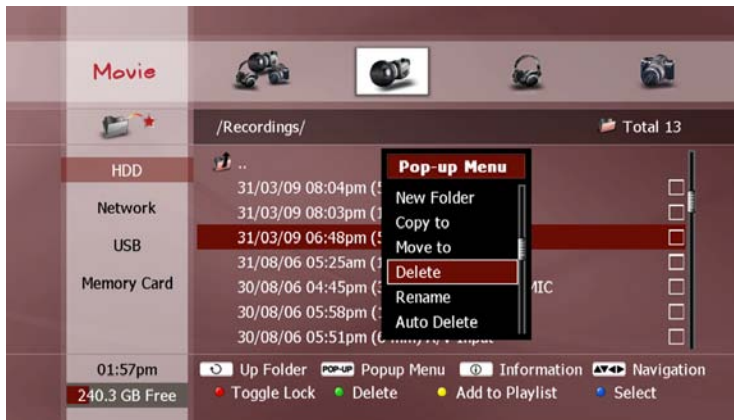 Movie
/Recordings/
Total 13
HDD
Network
USB
Memory Card
..
31/03/09 08:04pm (5
31/03/09 08:03pm (1
31/03/09 06:48pm (5
31/08/06 05:25am (1
30/08/06 04:45pm (3 MIC
30/08/06 05:58pm (
30/08/06 05:51pm (6 min) A/V Input
Pop-up Menu
New Folder
Copy to
Move to
Delete
Rename
Auto Delete
01:57pm
240.3 GB Free
Up Folder POP-UP Popup Menu Information Navigation
Toggle Lock Delete Add to Playlist Select